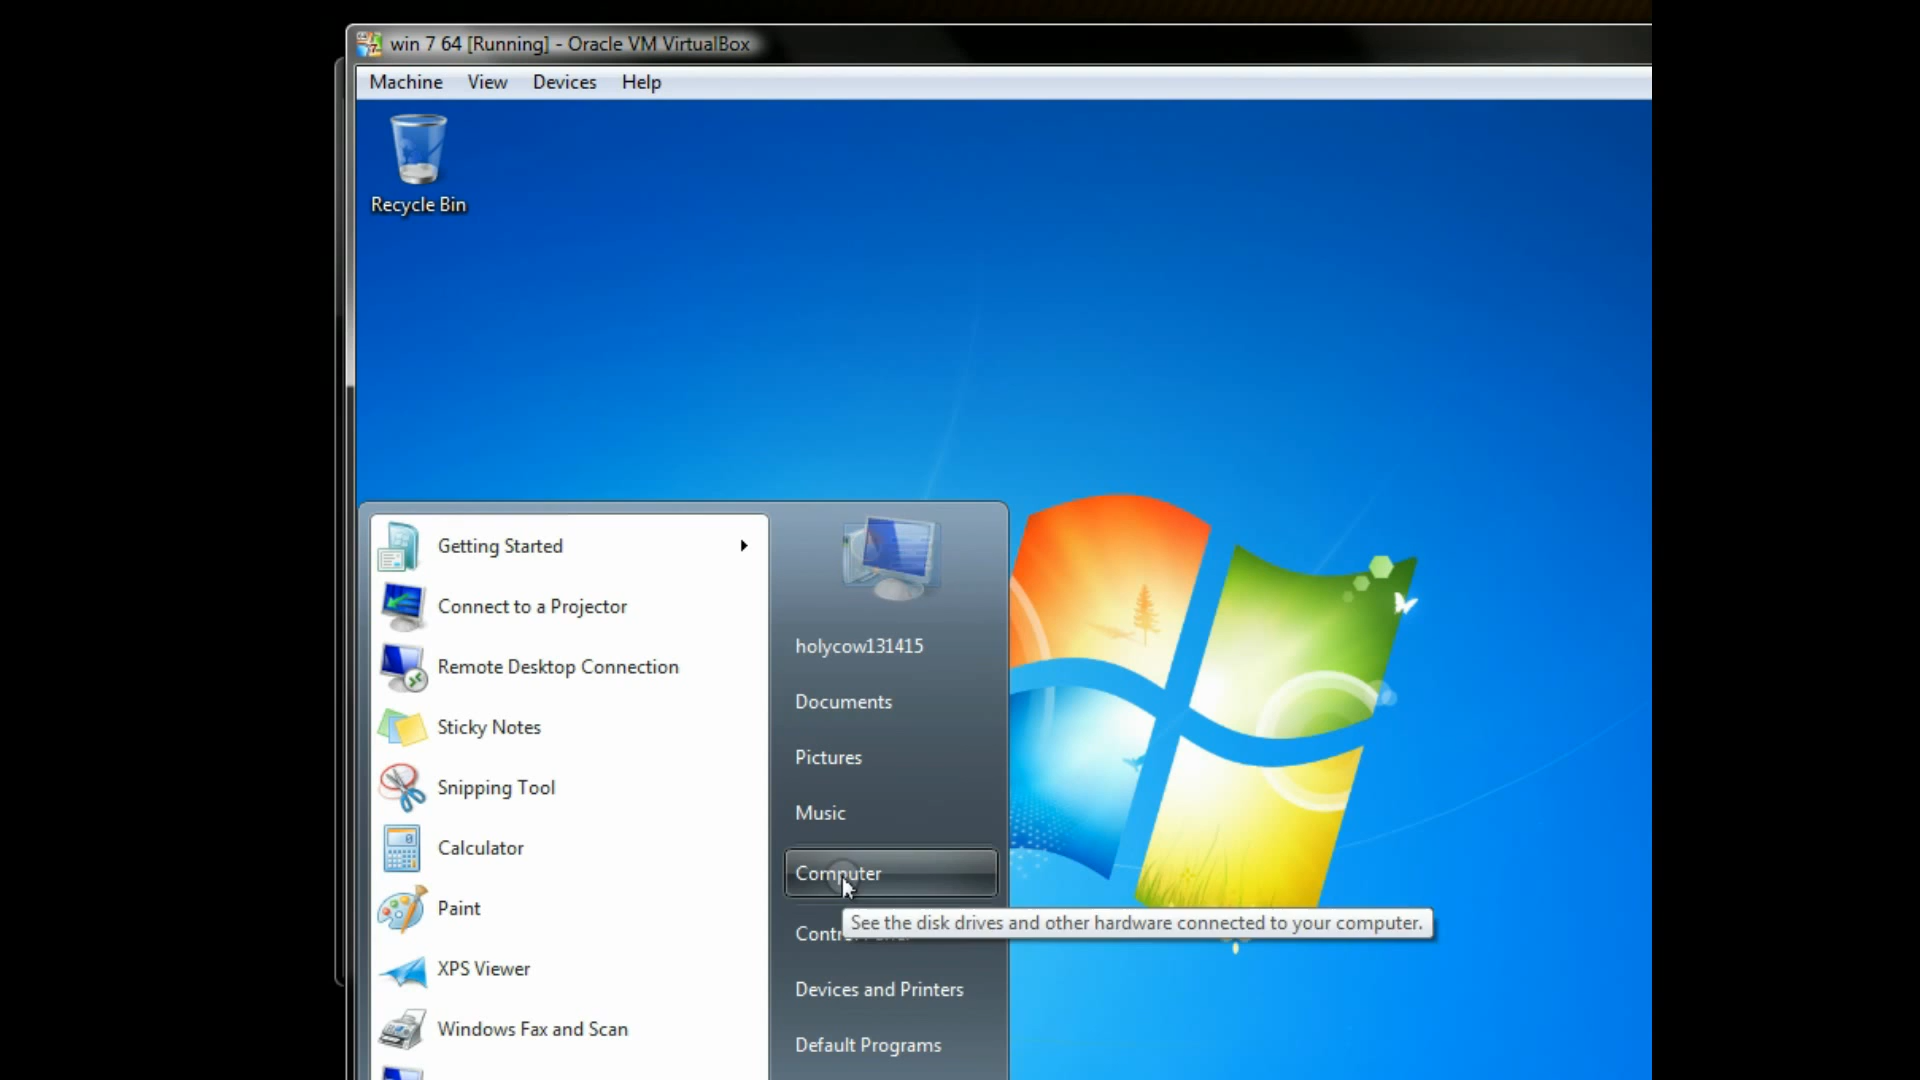 win 7 64 [Running] - Oracle VM VirtualBox
Machine View Devices Help
Recycle Bin
Getting Started
Connect to a Projector
Remote Desktop Connection
Sticky Notes
Snipping Tool
Calculator
Paint
XPS Viewer
Windows Fax and Scan
holycow131415
Documents
Pictures
Music
Computer
See the disk drives and other hardware connected to your computer.
Devices and Printers
Default Programs